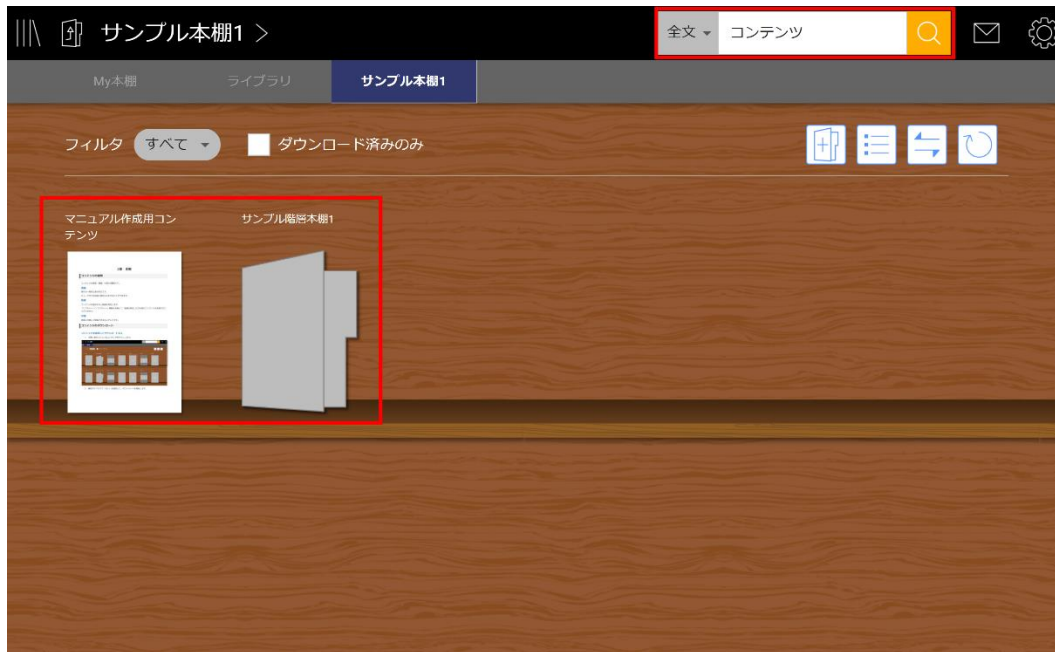 サンプル本棚1 >
全文 コンテンツ
My本棚 ライブラリ サンプル本棚1
フィルタ すべて ダウンロード済みのみ
マニュアル作成用コン
テンツ
サンプル階層本棚1